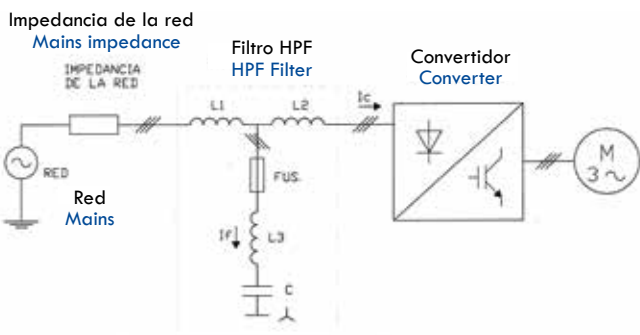 Impedancia de la red
Mains impedance
IMPEDANCIA
DE LA RED
Filtro HPF
HPF Filter
Convertidor
Converter
L1
L2
Ic
RED
Red
Mains
FUS.
If
L3
C
M
3